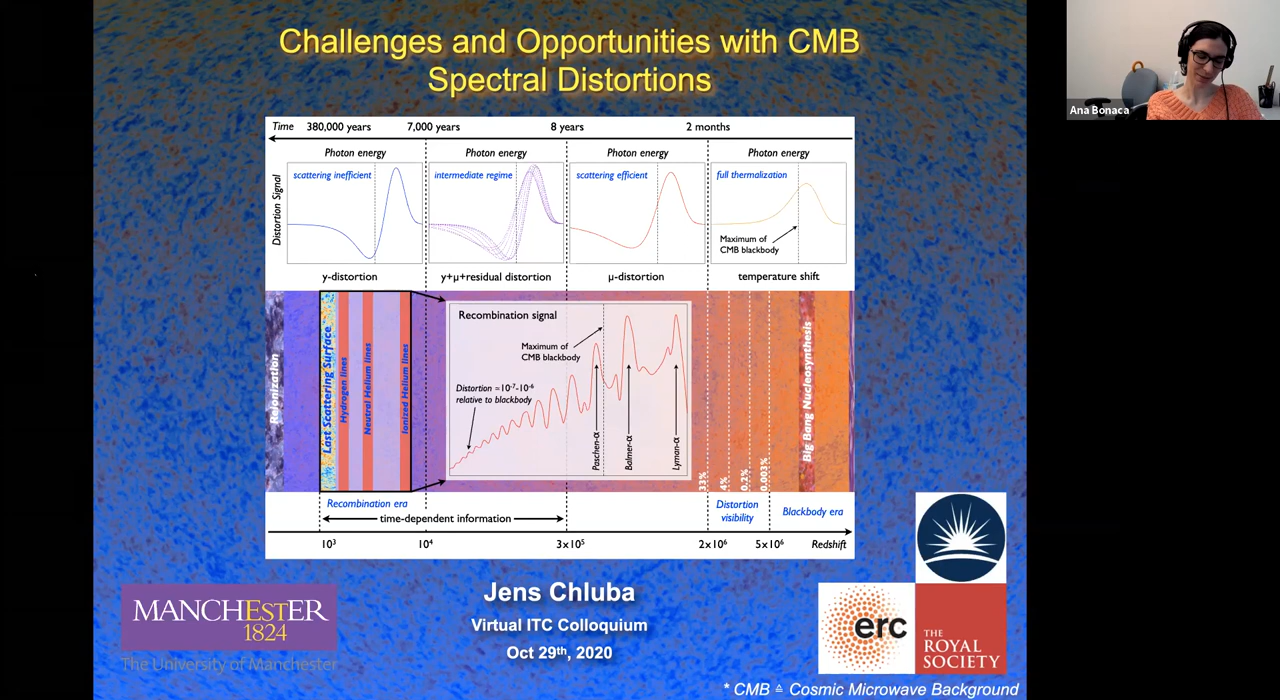 Challenges and Opportunities with CMB
Spectral Distortions
Ana Bonaca
Time 380,000 years 7,000 years 8 years 2 months
Photon energy Photon energy Photon energy Photon energy
scattering inefficient intermediate regime scattering efficient full thermalization
Distortion Signal
Maximum of
CMB blackbody
y-distortion y+μ+residual distortion μ-distortion temperature shift
Reionization
Last Scattering Surface
Hydrogen lines
Neutral Helium lines
Ionized Helium lines
Recombination signal
Maximum of
CMB blackbody
Distortion ~10⁻⁷-10⁻⁶
relative to blackbody
Paschen-α
Balmer-α
Lyman-α
33%
4%
0.2%
0.003%
Big Bang Nucleosynthesis
Recombination era
time-dependent information
Distortion
visibility
Blackbody era
10³ 10⁴ 3×10⁵ 2×10⁶ 5×10⁶ Redshift
Jens Chluba
Virtual ITC Colloquium
Oct 29th, 2020
MANCHESTER
1824
The University of Manchester
erc
THE
ROYAL
SOCIETY
* CMB ≙ Cosmic Microwave Background